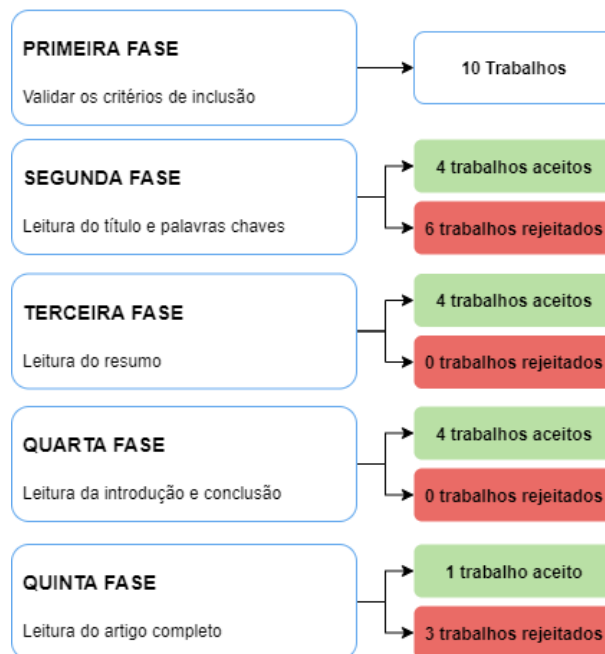 PRIMEIRA FASE
Validar os critérios de inclusão
10 Trabalhos
SEGUNDA FASE
Leitura do título e palavras chaves
4 trabalhos aceitos
6 trabalhos rejeitados
TERCEIRA FASE
Leitura do resumo
4 trabalhos aceitos
0 trabalhos rejeitados
QUARTA FASE
Leitura da introdução e conclusão
4 trabalhos aceitos
0 trabalhos rejeitados
QUINTA FASE
Leitura do artigo completo
1 trabalho aceito
3 trabalhos rejeitados